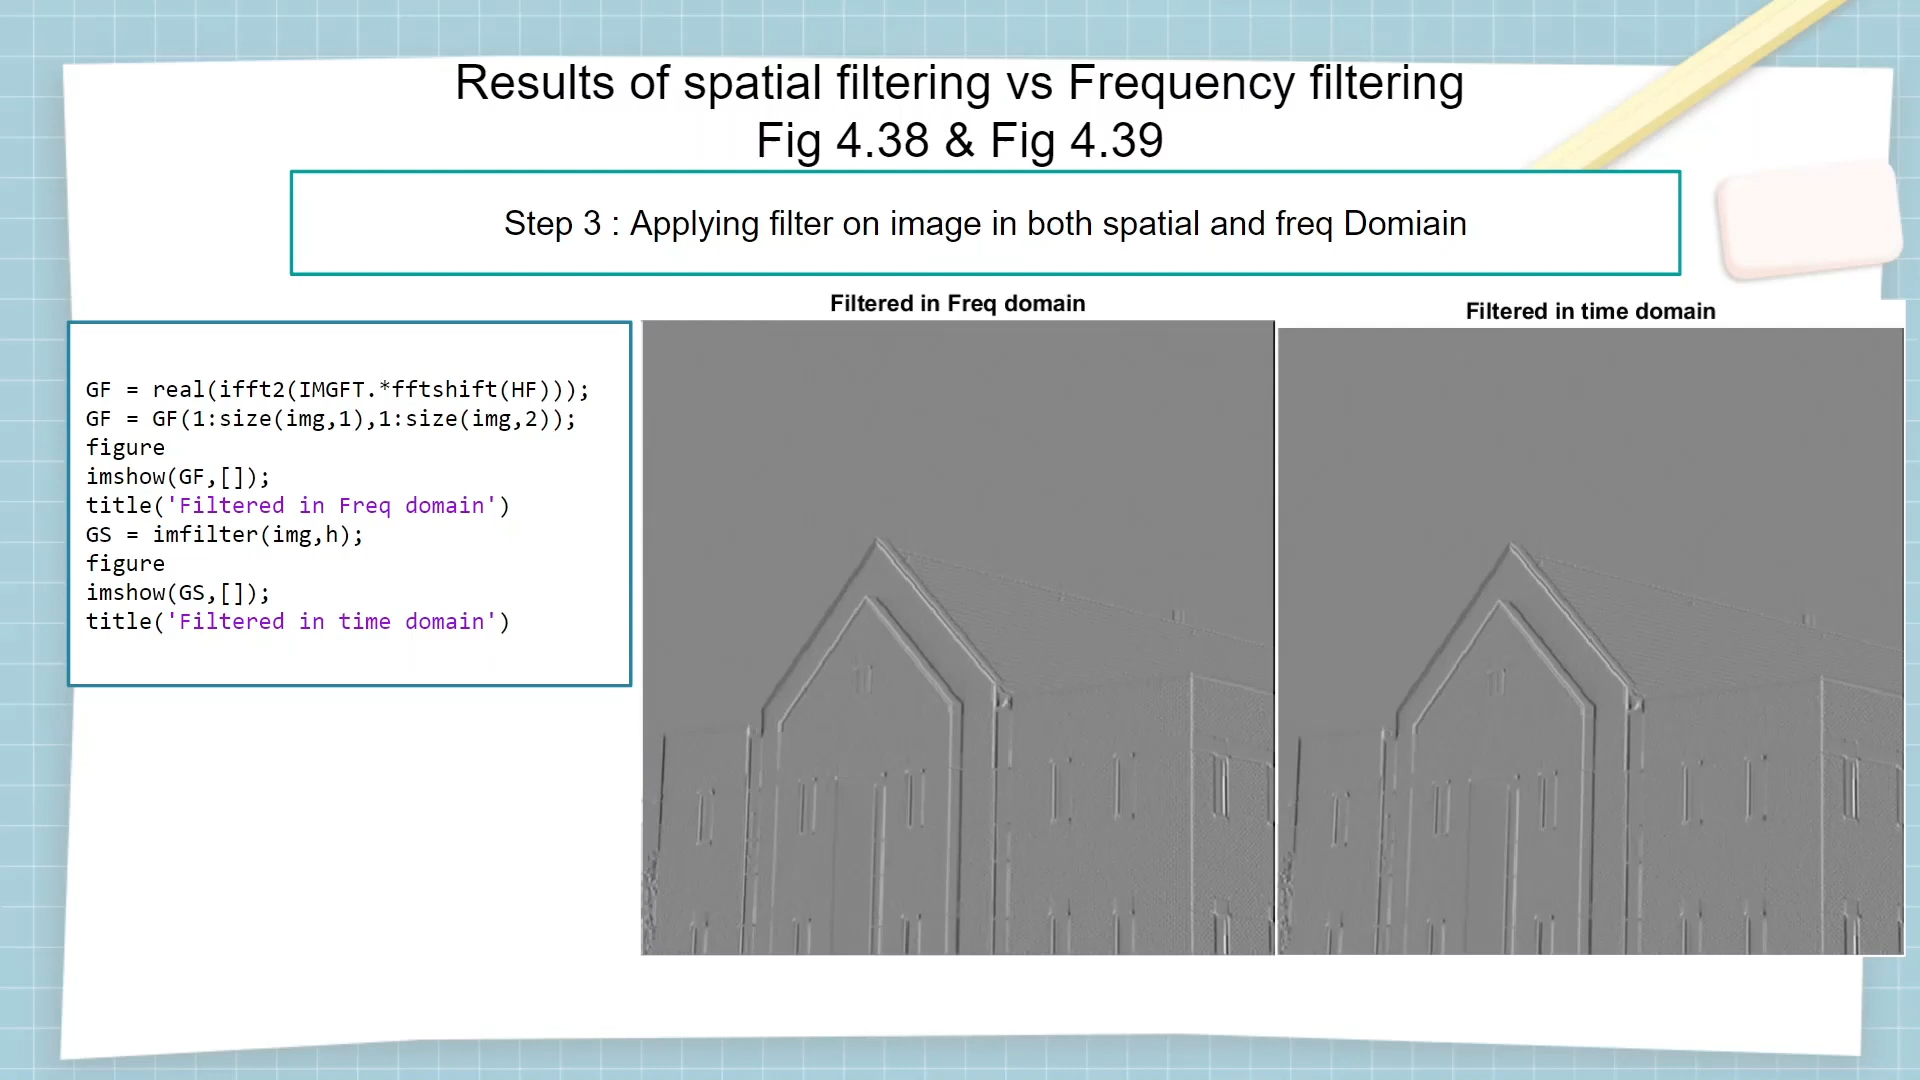 Results of spatial filtering vs Frequency filtering
Fig 4.38 & Fig 4.39
Step 3 : Applying filter on image in both spatial and freq Domiain
GF = real(ifft2(IMGFT.*fftshift(HF)));
GF = GF(1:size(img,1),1:size(img,2));
figure
imshow(GF,[]);
title('Filtered in Freq domain')
GS = imfilter(img,h);
figure
imshow(GS,[]);
title('Filtered in time domain')
Filtered in Freq domain
Filtered in time domain